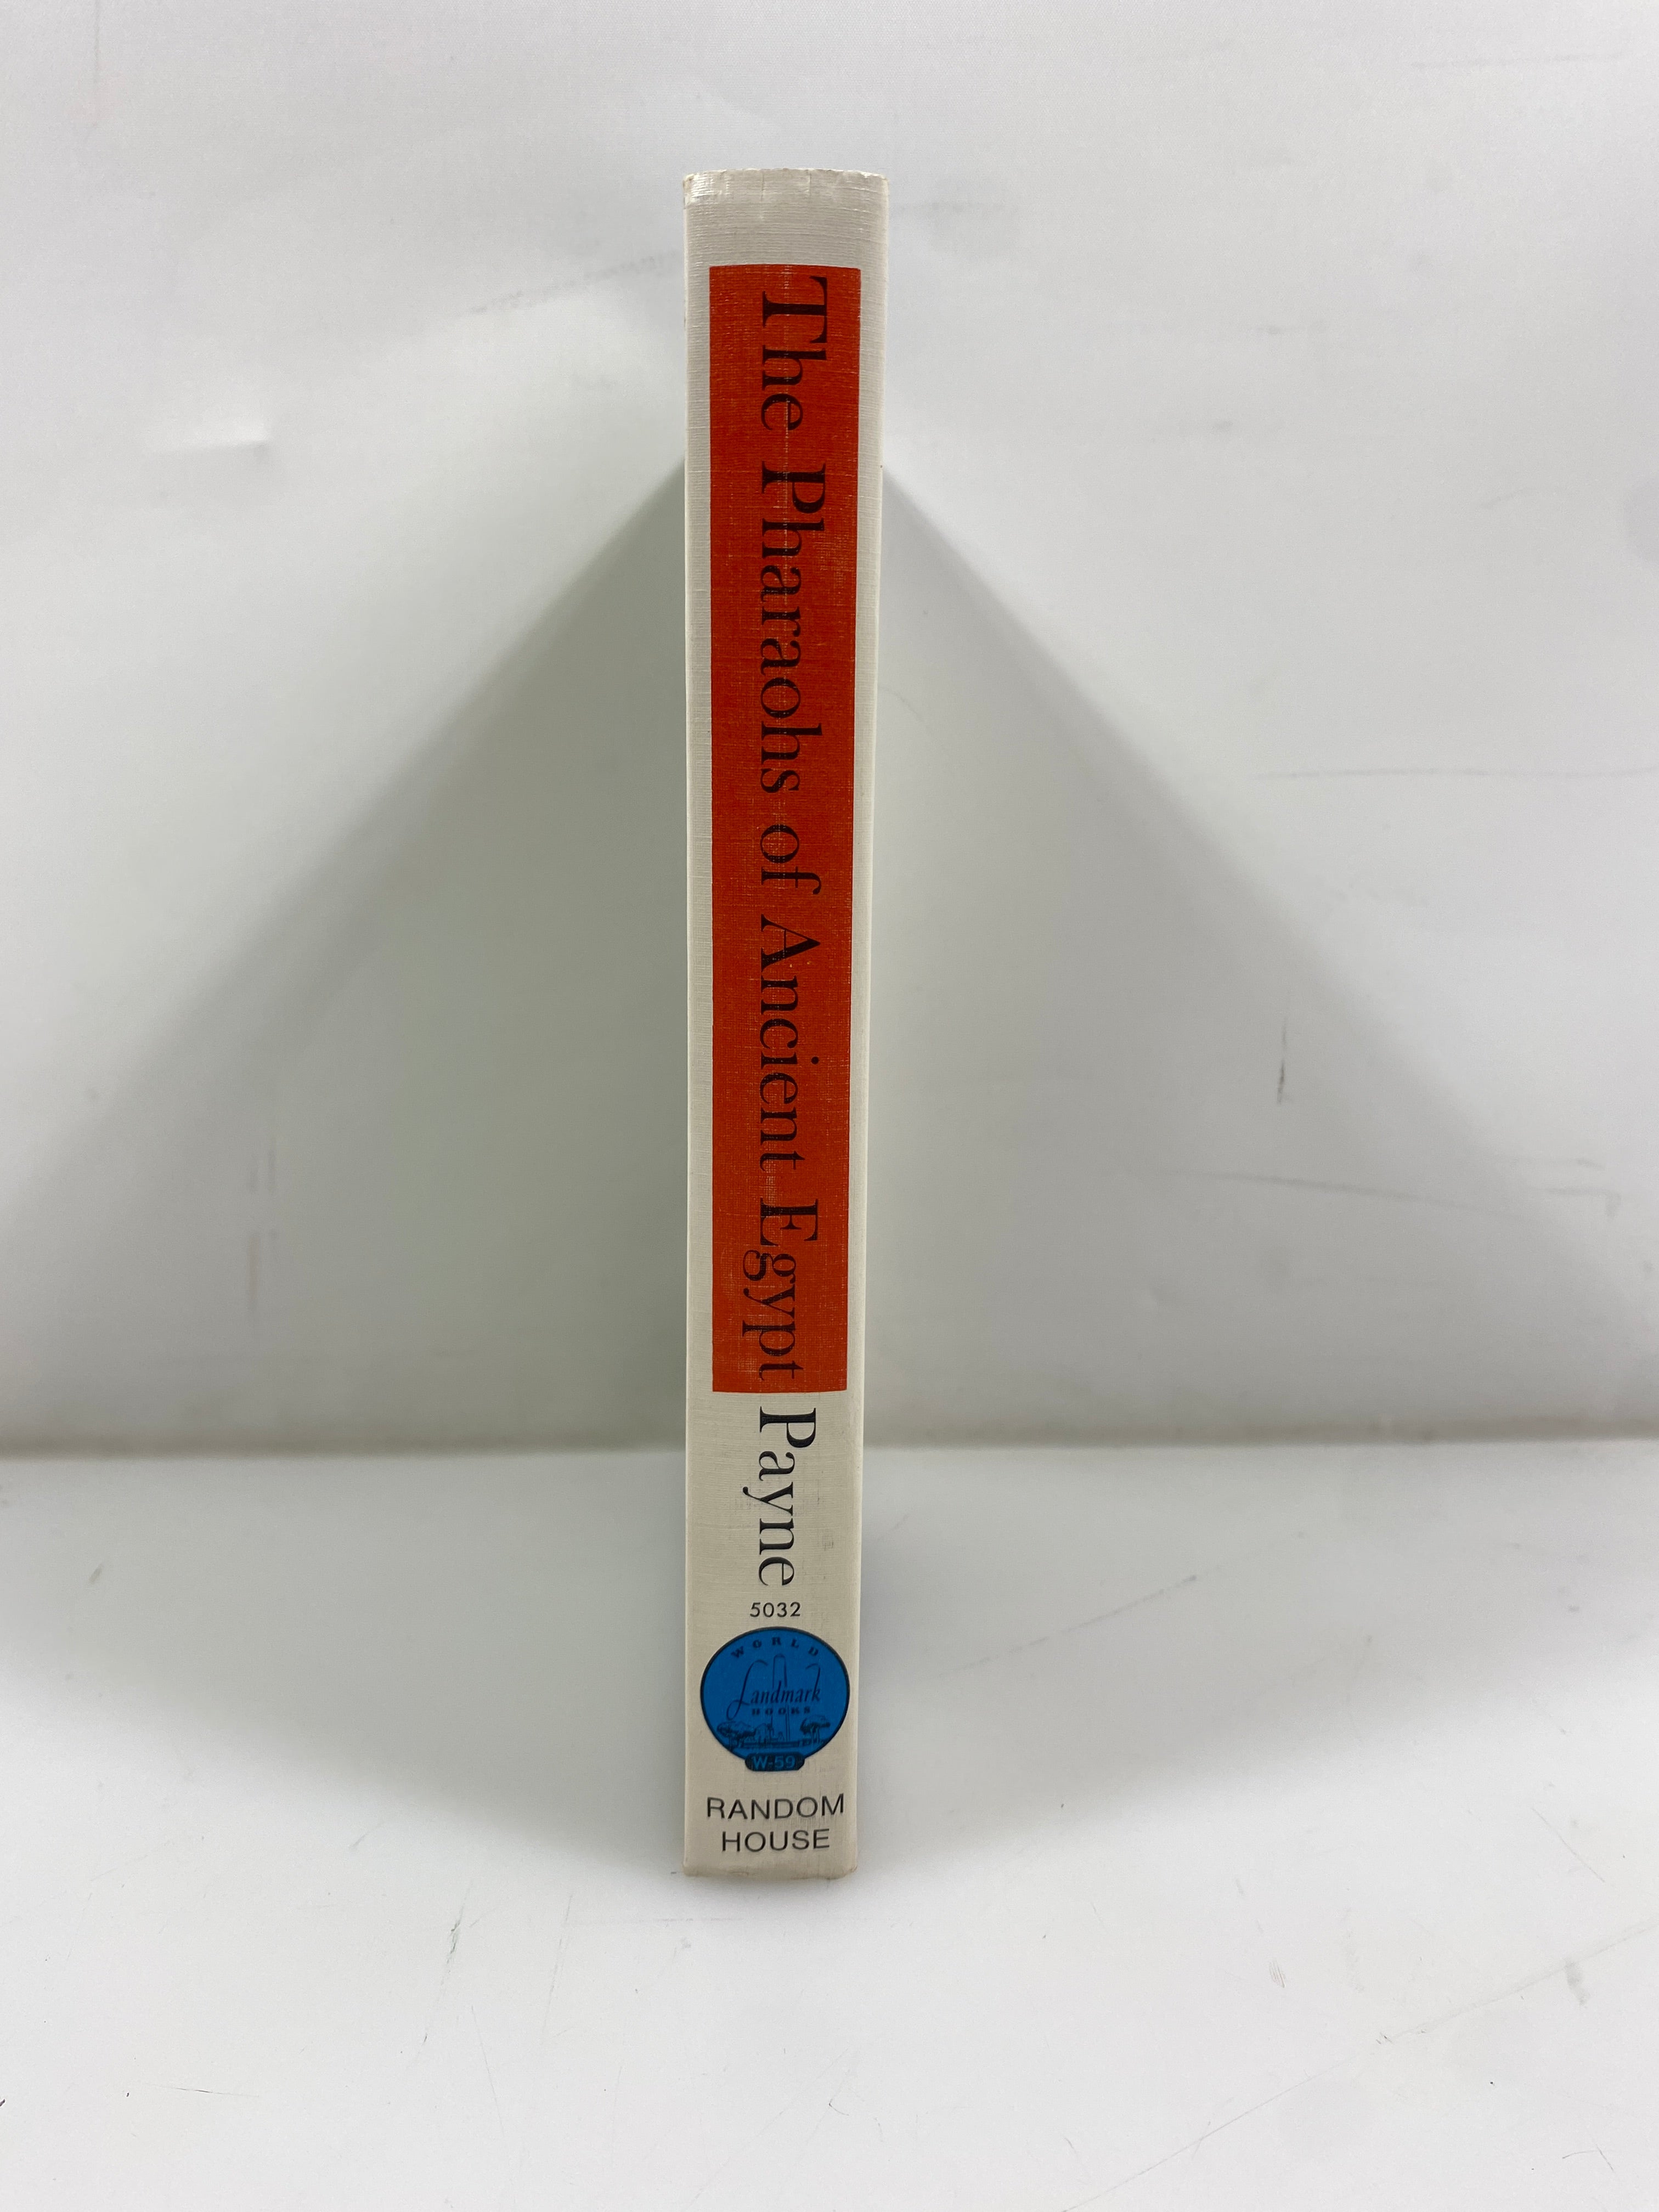 The Pharaohs of Ancient Egypt
Payne
5032
WORLD
Landmark
BOOKS
W-59
RANDOM
HOUSE